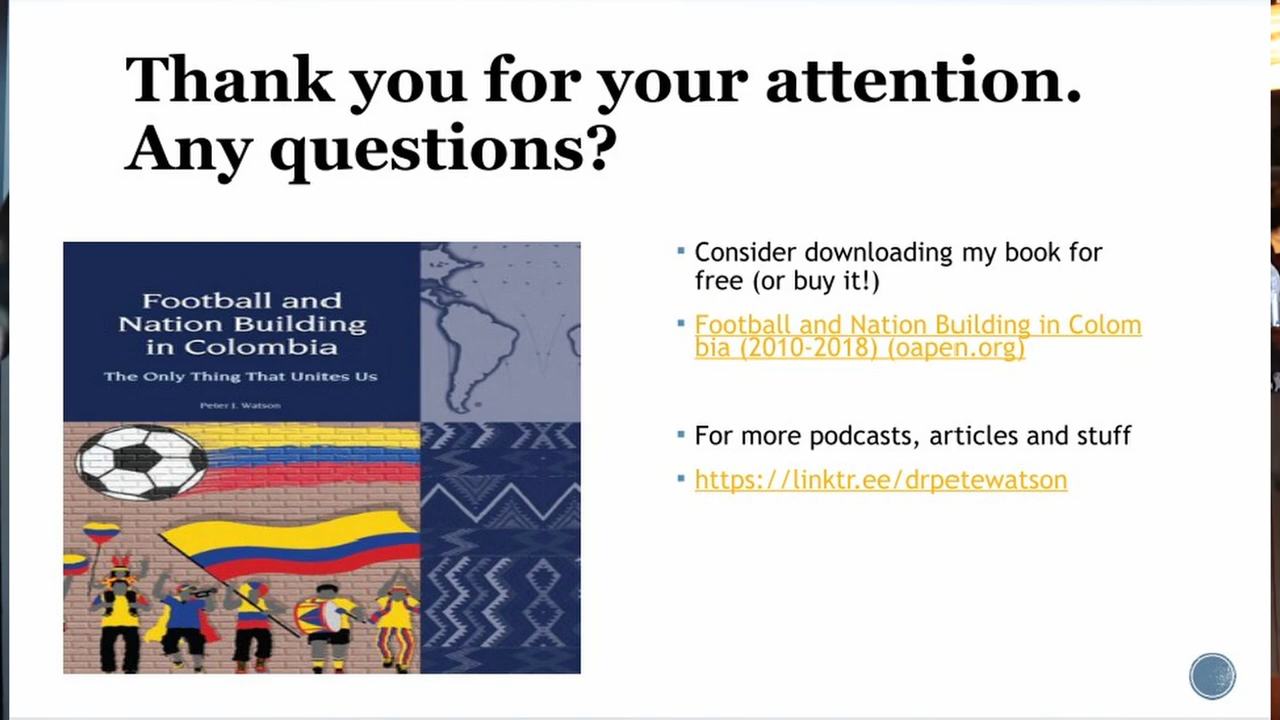 Thank you for your attention.
Any questions?
Football and
Nation Building
in Colombia
The Only Thing That Unites Us
Peter J. Watson
Consider downloading my book for
free (or buy it!)
Football and Nation Building in Colom
bia (2010-2018) (oapen.org)
For more podcasts, articles and stuff
https://linktr.ee/drpetewatson